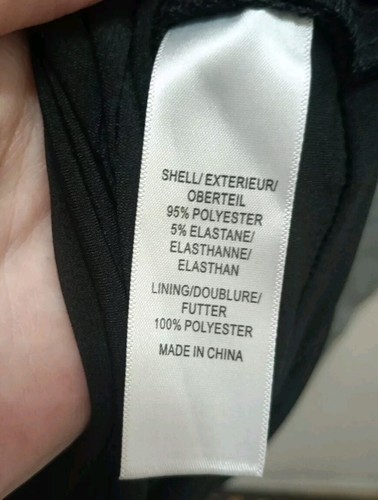 SHELL/ EXTERIEUR/
OBERTEIL
95% POLYESTER
5% ELASTANE/
ELASTHANNE/
ELASTHAN
LINING/DOUBLURE/
FUTTER
100% POLYESTER
MADE IN CHINA